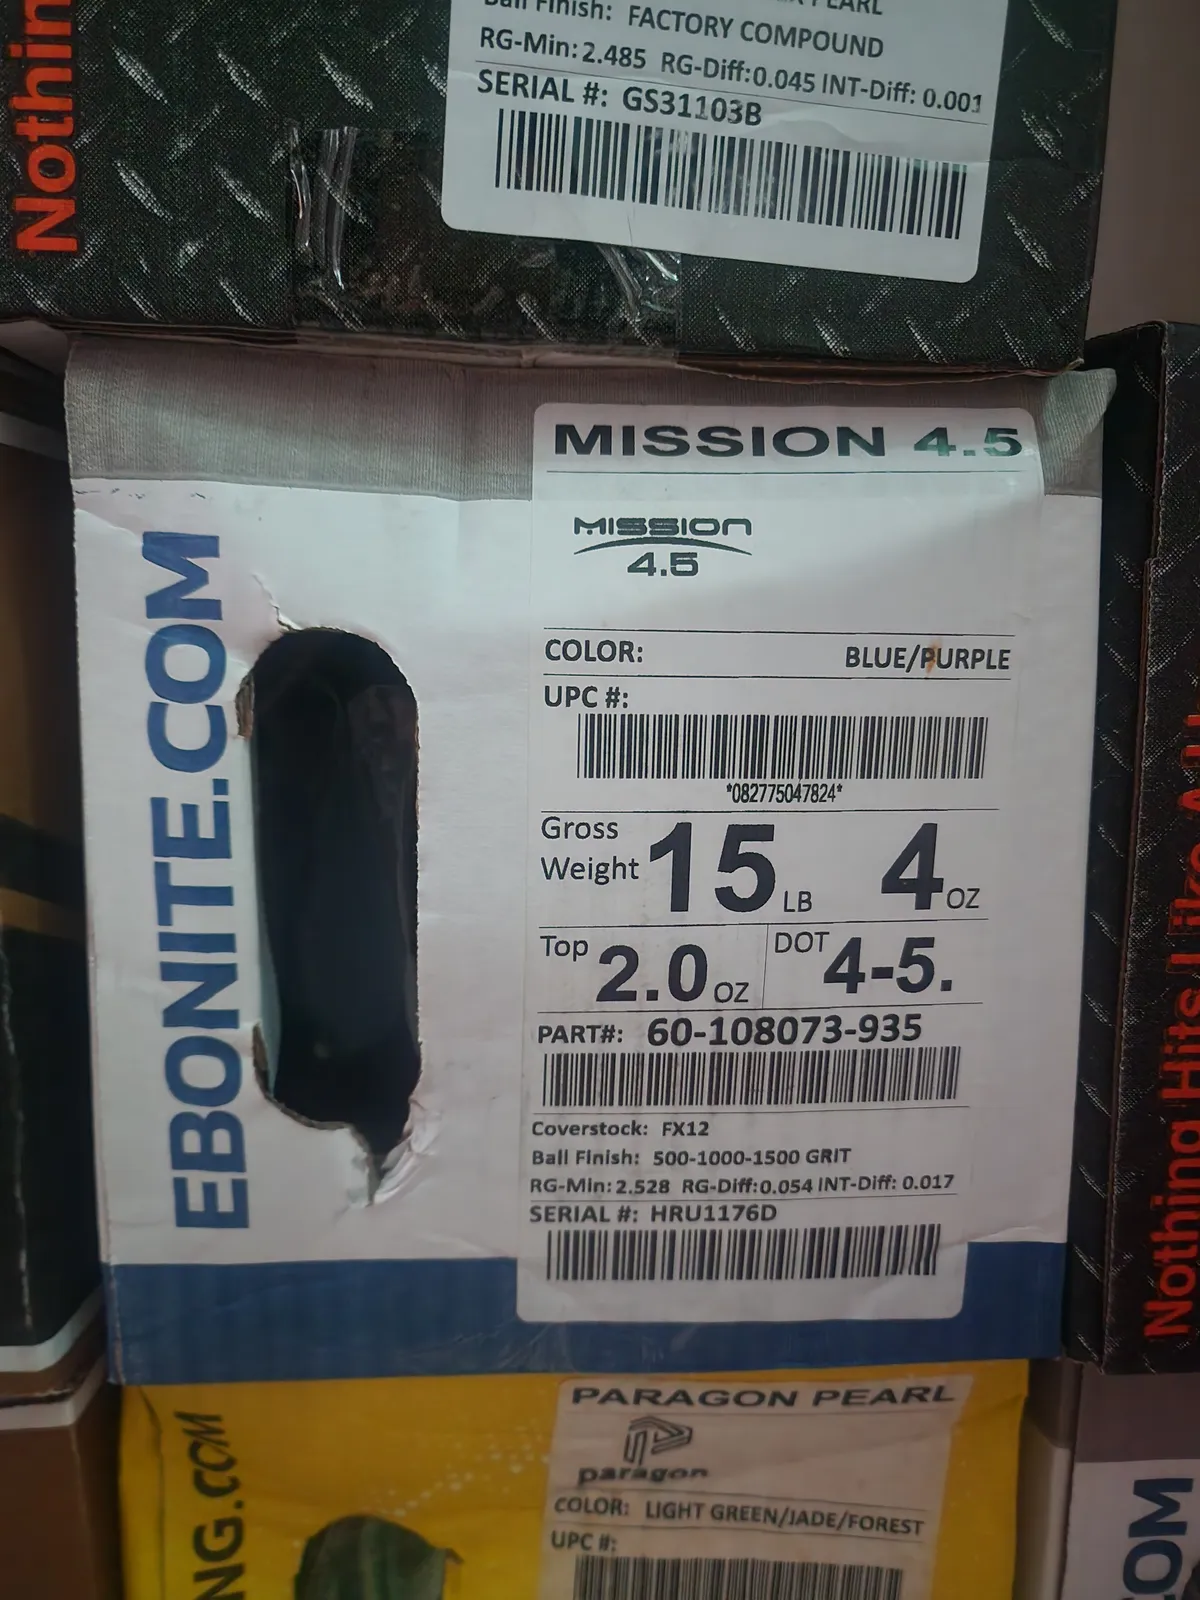 Nothin
PEARL
Ball Finish: FACTORY COMPOUND
RG-Min: 2.485 RG-Diff: 0.045 INT-Diff: 0.001
SERIAL #: GS31103B
MISSION 4.5
MISSION
4.5
EBONITE.COM
COLOR: BLUE/PURPLE
UPC #:
*082775047824*
Gross
Weight 15 LB 4 OZ
Top 2.0 OZ DOT 4-5.
PART#: 60-108073-935
Coverstock: FX12
Ball Finish: 500-1000-1500 GRIT
RG-Min: 2.528 RG-Diff: 0.054 INT-Diff: 0.017
SERIAL #: HRU1176D
Nothing Hits Like
PARAGON PEARL
paragon
COLOR: LIGHT GREEN/JADE/FOREST
UPC #:
NG.COM
COM